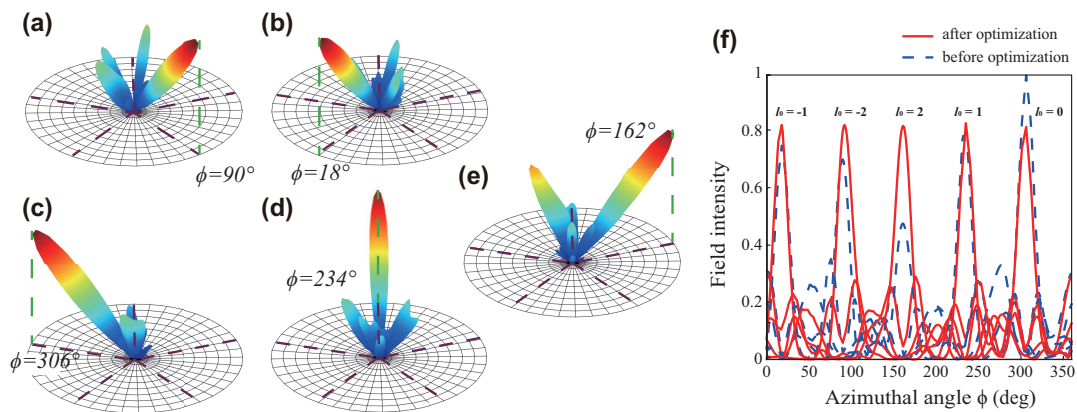 (a)
ϕ=90°
(b)
ϕ=18°
(c)
ϕ=306°
(d)
ϕ=234°
(e)
ϕ=162°
(f)
after optimization
before optimization
l₀ = -1 l₀ = -2 l₀ = 2 l₀ = 1 l₀ = 0
1
0.8
0.6
0.4
0.2
0
Field intensity
0 50 100 150 200 250 300 350
Azimuthal angle ϕ (deg)